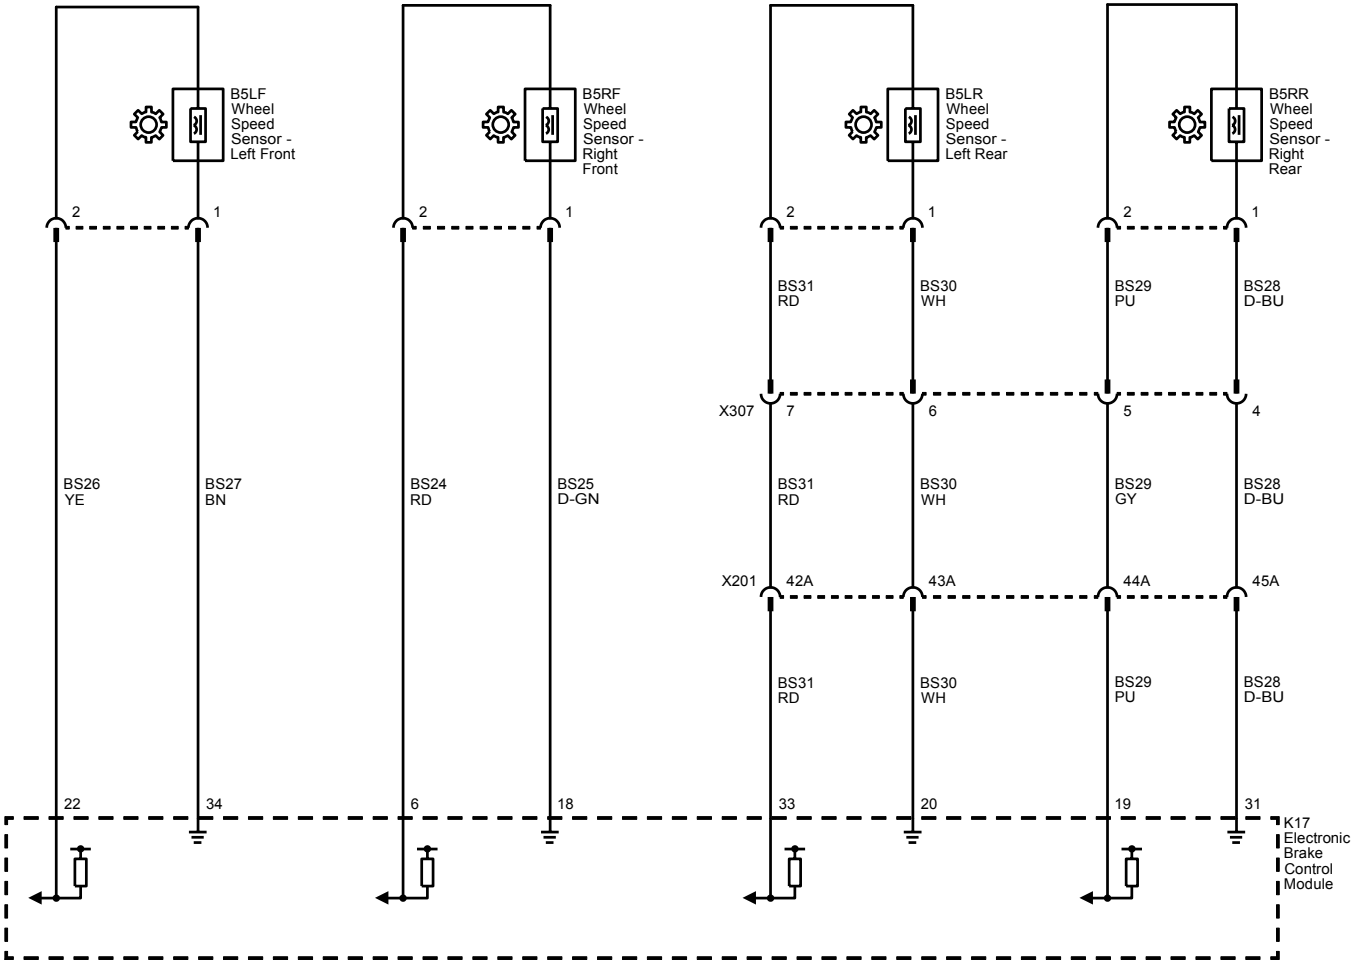 B5LF
Wheel
Speed
Sensor -
Left Front
B5RF
Wheel
Speed
Sensor -
Right
Front
B5LR
Wheel
Speed
Sensor -
Left Rear
B5RR
Wheel
Speed
Sensor -
Right
Rear
2 1 2 1 2 1 2 1
BS31
RD
BS30
WH
BS29
PU
BS28
D-BU
X307 7 6 5 4
BS26
YE
BS27
BN
BS24
RD
BS25
D-GN
BS31
RD
BS30
WH
BS29
GY
BS28
D-BU
X201 42A 43A 44A 45A
BS31
RD
BS30
WH
BS29
PU
BS28
D-BU
22 34 6 18 33 20 19 31
K17
Electronic
Brake
Control
Module